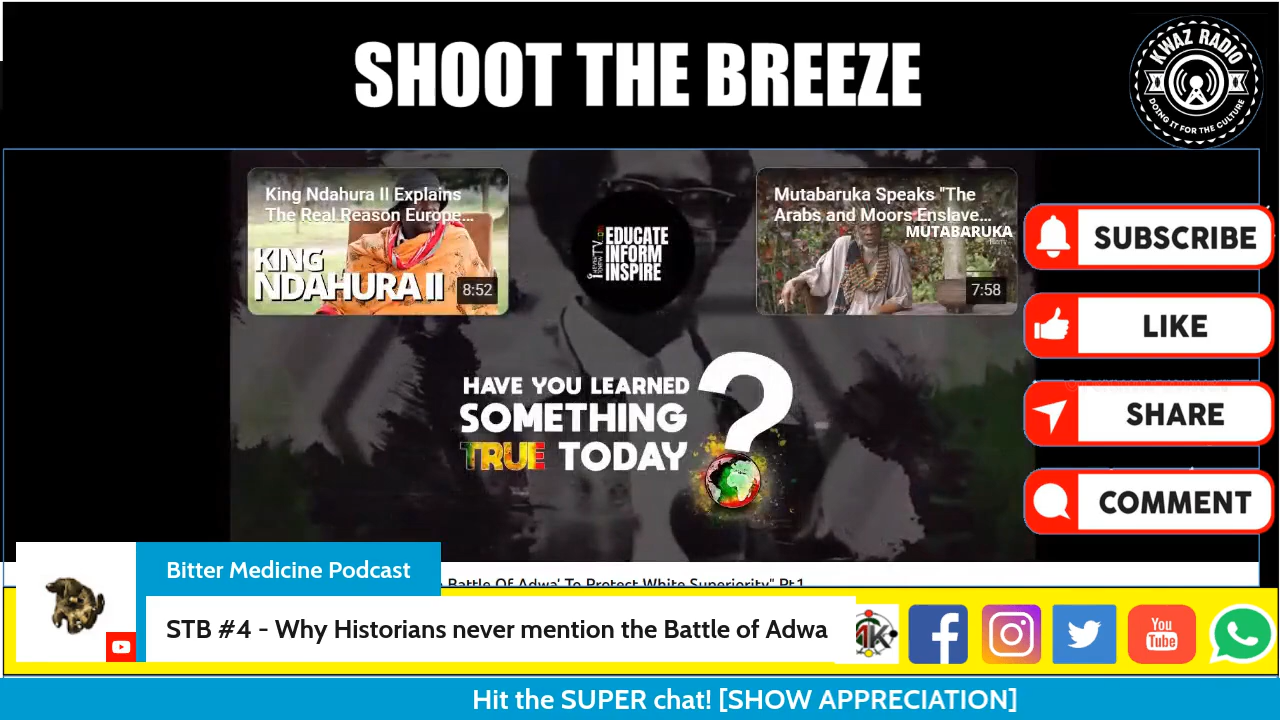 SHOOT THE BREEZE
KWAZ RADIO
DOING IT FOR THE CULTURE
King Ndahura II Explains
The Real Reason Europe...
KING
NDAHURA II
8:52
EDUCATE
INFORM
INSPIRE
Mutabaruka Speaks "The
Arabs and Moors Enslave...
MUTABARUKA
7:58
SUBSCRIBE
LIKE
SHARE
COMMENT
HAVE YOU LEARNED
SOMETHING
TRUE TODAY
?
Bitter Medicine Podcast
Battle Of Adwa' To Protect White Superiority" Pt.1
STB #4 - Why Historians never mention the Battle of Adwa
You
Tube
Hit the SUPER chat! [SHOW APPRECIATION]